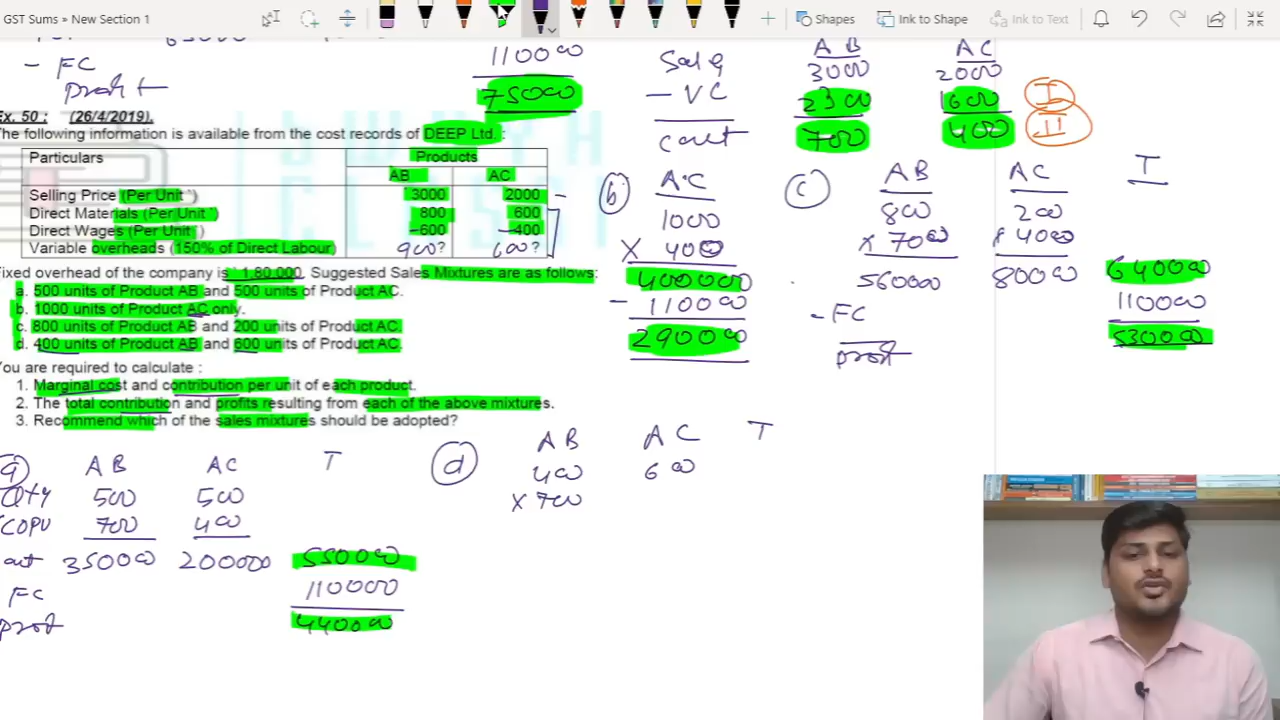 GST Sums » New Section 1
Shapes
Ink to Shape
Ink to Text
- FC
Profit
110000
75000
Sales
- VC
cont
AB
3000
2300
700
AC
2000
1600
400
I
II
Ex. 50 : (26/4/2019).
The following information is available from the cost records of DEEP Ltd. :
Particulars
Products
AB
AC
Selling Price (Per Unit `)
3000
2000
Direct Materials (Per Unit `)
800
600
Direct Wages (Per Unit `)
600
400
Variable overheads (150% of Direct Labour)
900?
600?
Fixed overhead of the company is ` 1,80,000. Suggested Sales Mixtures are as follows:
a. 500 units of Product AB and 500 units of Product AC.
b. 1000 units of Product AC only.
c. 800 units of Product AB and 200 units of Product AC.
d. 400 units of Product AB and 600 units of Product AC.
You are required to calculate :
1. Marginal cost and contribution per unit of each product.
2. The total contribution and profits resulting from each of the above mixtures.
3. Recommend which of the sales mixtures should be adopted?
b
AC
1000
× 400
400000
- 110000
290000
c
AB
AC
T
800
200
× 700
× 400
560000
80000
640000
- FC
110000
profit
530000
a
AB
AC
T
Qty
500
500
COPU
700
400
350000
200000
550000
FC
110000
440000
d
AB
AC
T
400
600
× 700